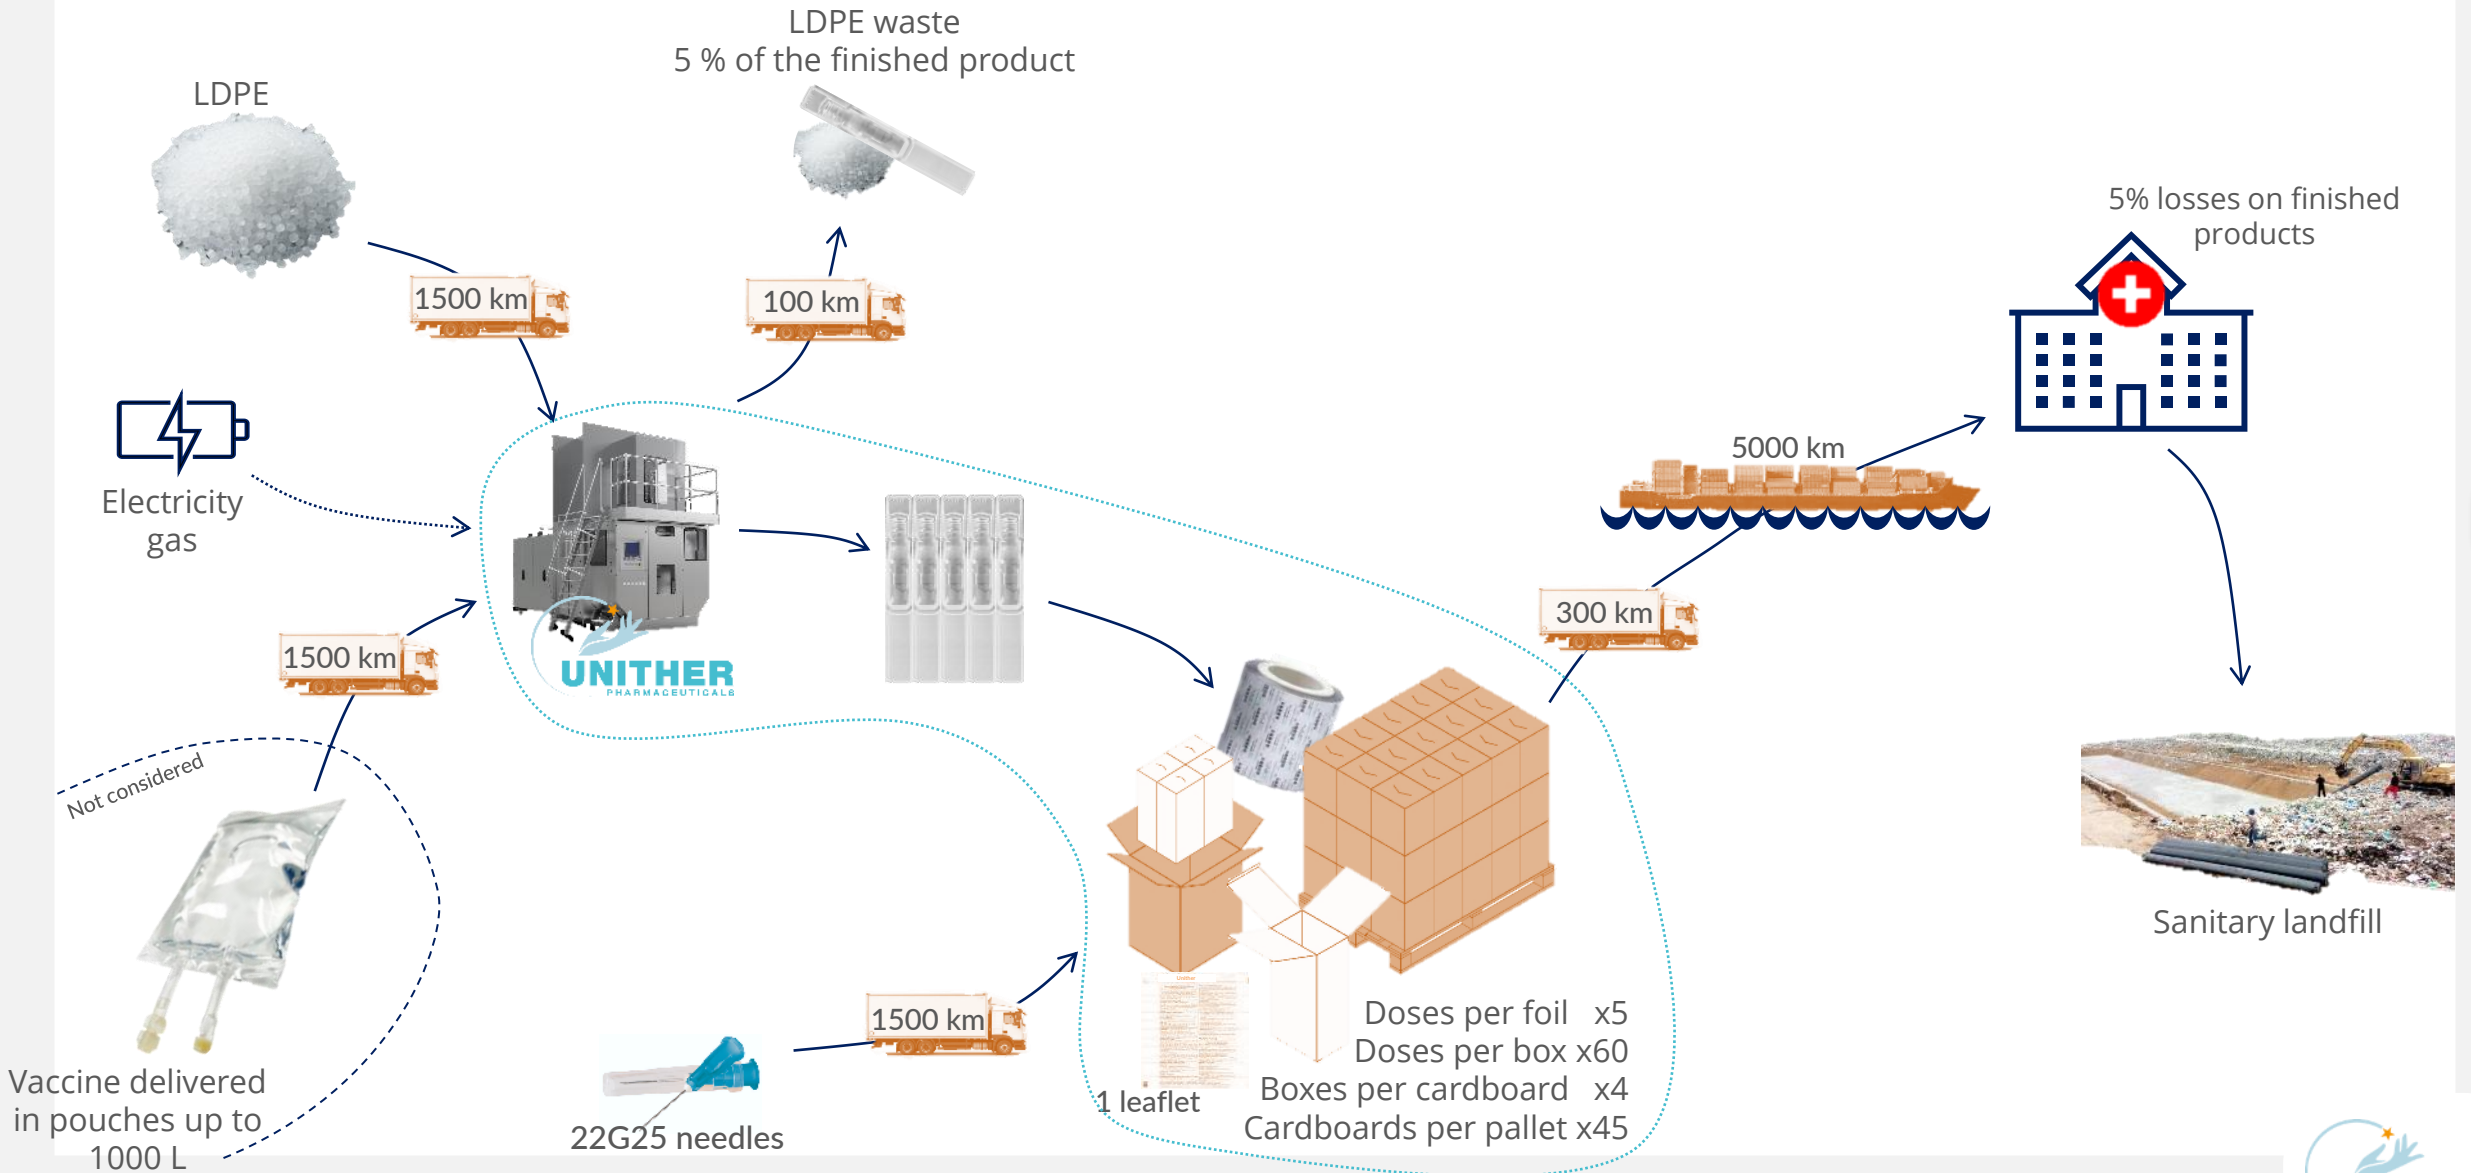 LDPE waste
5 % of the finished product
LDPE
5% losses on finished
products
1500 km
100 km
5000 km
Electricity
gas
300 km
1500 km
UNITHER
PHARMACEUTICALS
Not considered
Sanitary landfill
Unither
Doses per foil x5
Doses per box x60
Boxes per cardboard x4
Cardboards per pallet x45
1500 km
1 leaflet
22G25 needles
Vaccine delivered
in pouches up to
1000 L